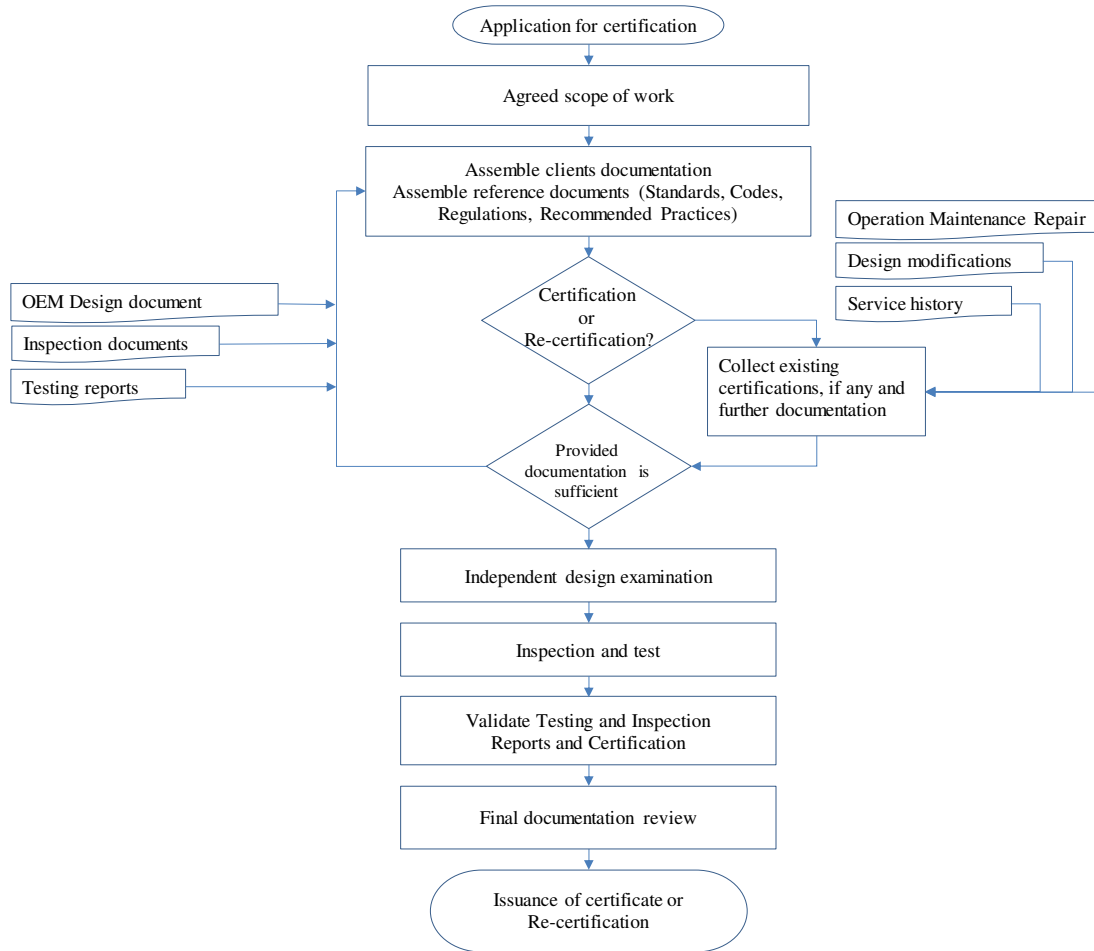 Application for certification
Agreed scope of work
Assemble clients documentation
Assemble reference documents (Standards, Codes,
Regulations, Recommended Practices)
Operation Maintenance Repair
Design modifications
Service history
OEM Design document
Inspection documents
Testing reports
Certification
or
Re-certification?
Collect existing
certifications, if any and
further documentation
Provided
documentation is
sufficient
Independent design examination
Inspection and test
Validate Testing and Inspection
Reports and Certification
Final documentation review
Issuance of certificate or
Re-certification